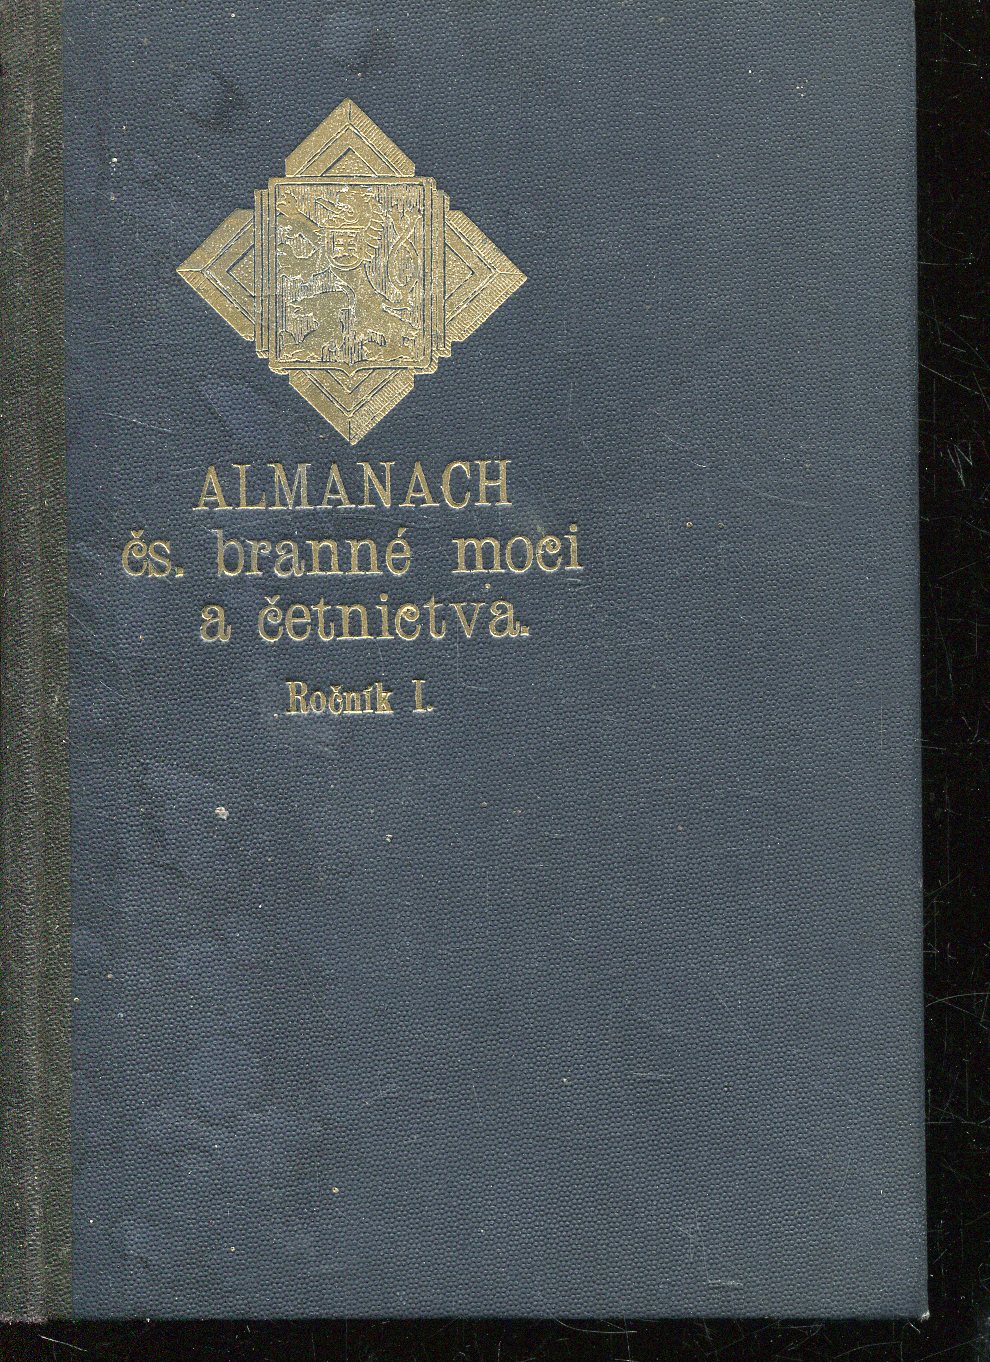 ALMANACH
čs. branné moci
a četnictva.
Ročník I.